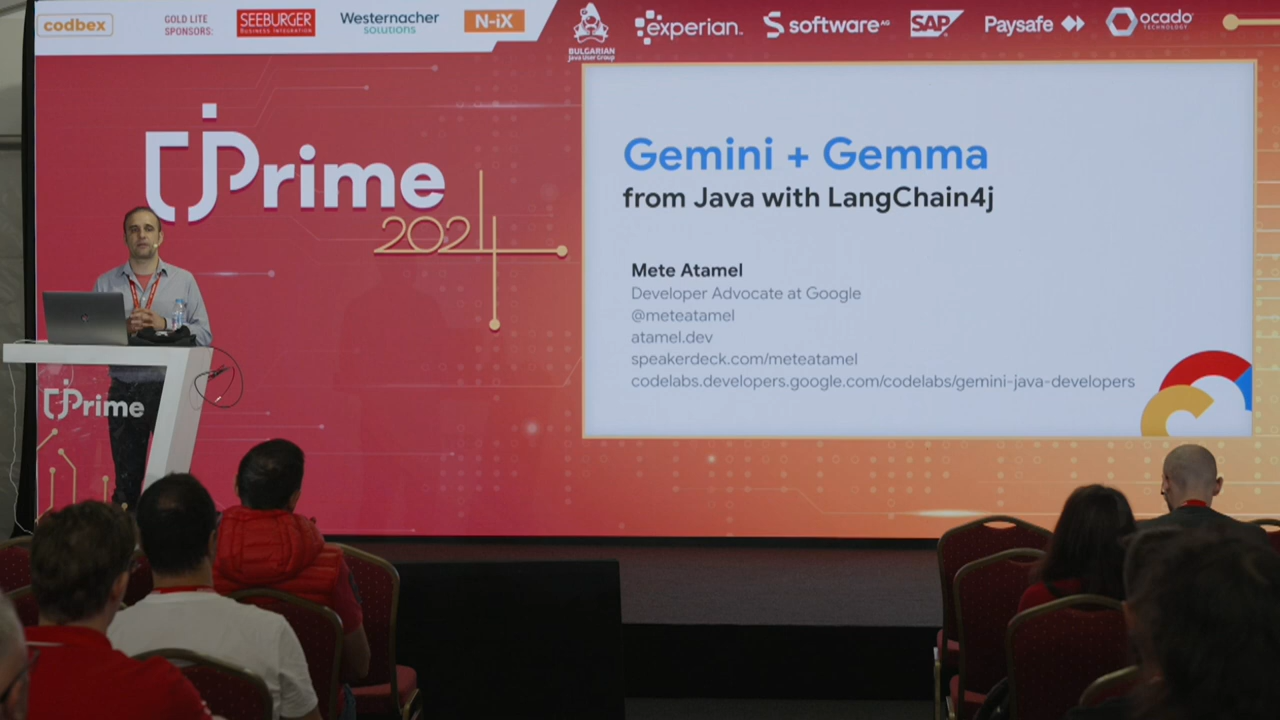 codbex
GOLD LITE
SPONSORS:
SEEBURGER
BUSINESS INTEGRATION
Westernacher
solutions
N-iX
BULGARIAN
Java User Group
experian.
software AG
SAP
Paysafe
ocado
TECHNOLOGY
jPrime
2024
Gemini + Gemma
from Java with LangChain4j
Mete Atamel
Developer Advocate at Google
@meteatamel
atamel.dev
speakerdeck.com/meteatamel
codelabs.developers.google.com/codelabs/gemini-java-developers
jPrime